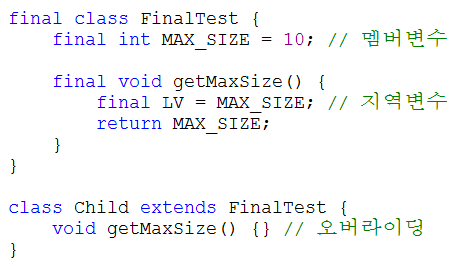 final class FinalTest {
    final int MAX_SIZE = 10; // 멤버변수
    final void getMaxSize() {
        final LV = MAX_SIZE; // 지역변수
        return MAX_SIZE;
    }
}
class Child extends FinalTest {
    void getMaxSize() {} // 오버라이딩
}